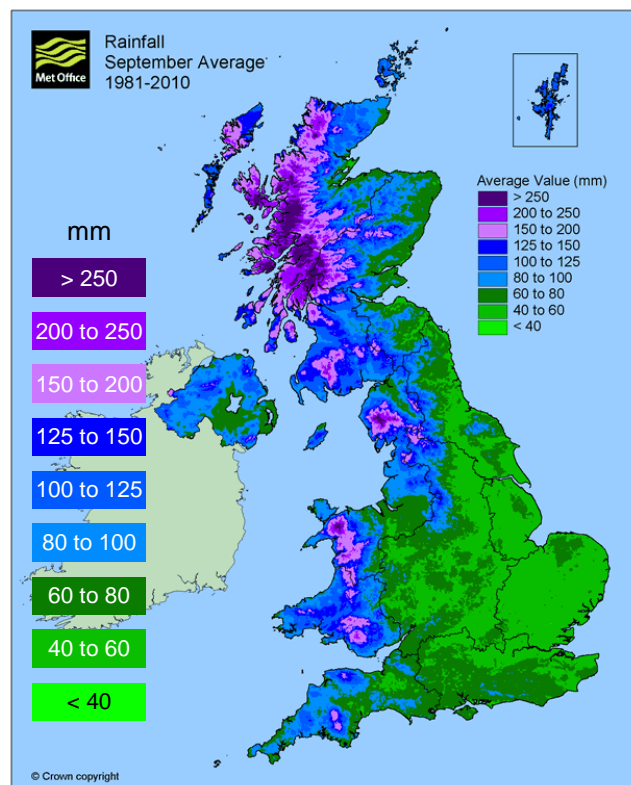 Met Office
Rainfall
September Average
1981-2010
mm
> 250
200 to 250
150 to 200
125 to 150
100 to 125
80 to 100
60 to 80
40 to 60
< 40
Average Value (mm)
> 250
200 to 250
150 to 200
125 to 150
100 to 125
80 to 100
60 to 80
40 to 60
< 40
© Crown copyright